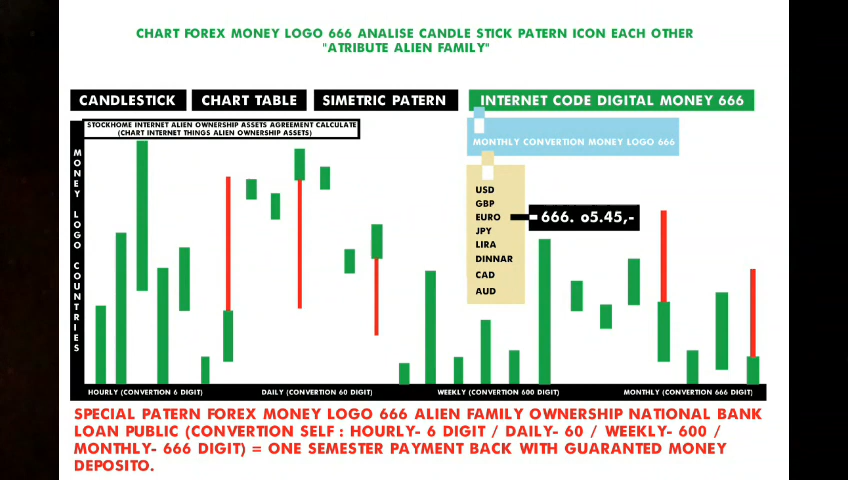 CHART FOREX MONEY LOGO 666 ANALISE CANDLE STICK PATERN ICON EACH OTHER
"ATRIBUTE ALIEN FAMILY"
CANDLESTICK
CHART TABLE
SIMETRIC PATERN
INTERNET CODE DIGITAL MONEY 666
STOCKHOME INTERNET ALIEN OWNERSHIP ASSETS AGREEMENT CALCULATE
(CHART INTERNET THINGS ALIEN OWNERSHIP ASSETS)
MONTHLY CONVERTION MONEY LOGO 666
MONEY LOGO COUNTRIES
USD
GBP
EURO
JPY
LIRA
DINNAR
CAD
AUD
666. o5.45,-
HOURLY (CONVERTION 6 DIGIT)
DAILY (CONVERTION 60 DIGIT)
WEEKLY (CONVERTION 600 DIGIT)
MONTHLY (CONVERTION 666 DIGIT)
SPECIAL PATERN FOREX MONEY LOGO 666 ALIEN FAMILY OWNERSHIP NATIONAL BANK
LOAN PUBLIC (CONVERTION SELF : HOURLY- 6 DIGIT / DAILY- 60 / WEEKLY- 600 /
MONTHLY- 666 DIGIT) = ONE SEMESTER PAYMENT BACK WITH GUARANTED MONEY
DEPOSITO.